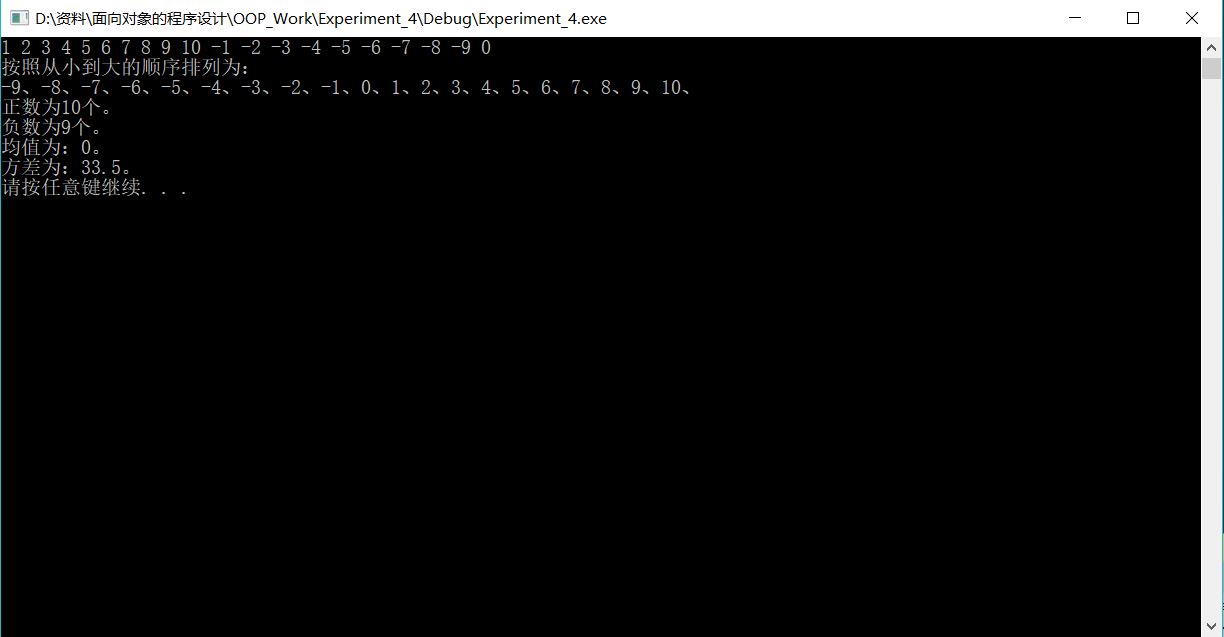 D:\资料\面向对象的程序设计\OOP_Work\Experiment_4\Debug\Experiment_4.exe
1 2 3 4 5 6 7 8 9 10 -1 -2 -3 -4 -5 -6 -7 -8 -9 0
按照从小到大的顺序排列为：
-9、-8、-7、-6、-5、-4、-3、-2、-1、0、1、2、3、4、5、6、7、8、9、10、
正数为10个。
负数为9个。
均值为：0。
方差为：33.5。
请按任意键继续. . .